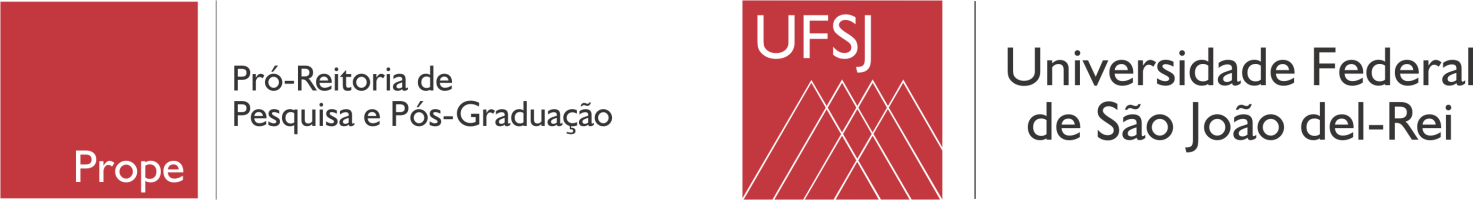 Prope
Pró-Reitoria de
Pesquisa e Pós-Graduação
UFSJ
Universidade Federal
de São João del-Rei